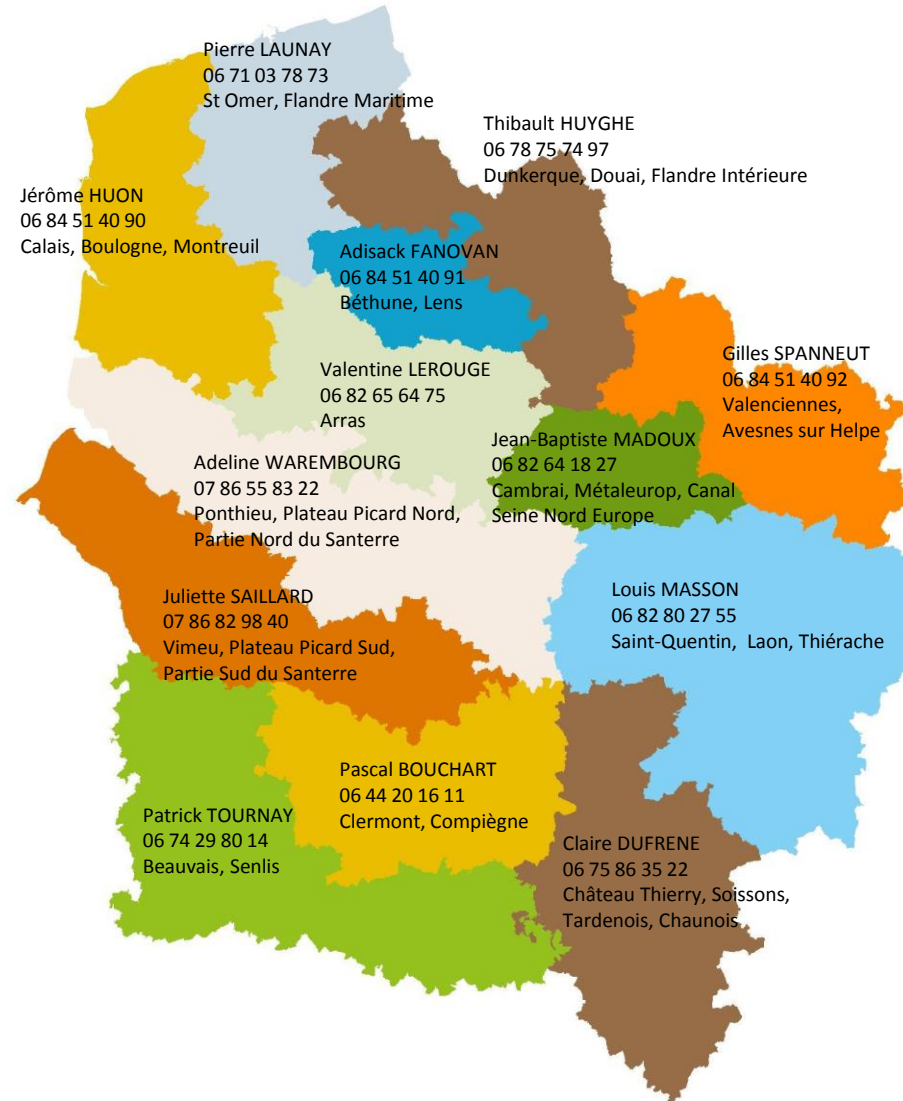 Pierre LAUNAY
06 71 03 78 73
St Omer, Flandre Maritime
Thibault HUYGHE
06 78 75 74 97
Dunkerque, Douai, Flandre Intérieure
Jérôme HUON
06 84 51 40 90
Calais, Boulogne, Montreuil
Adisack FANOVAN
06 84 51 40 91
Béthune, Lens
Gilles SPANNEUT
06 84 51 40 92
Valenciennes,
Avesnes sur Helpe
Valentine LEROUGE
06 82 65 64 75
Arras
Jean-Baptiste MADOUX
06 82 64 18 27
Cambrai, Métaleurop, Canal
Seine Nord Europe
Adeline WAREMBOURG
07 86 55 83 22
Ponthieu, Plateau Picard Nord,
Partie Nord du Santerre
Juliette SAILLARD
07 86 82 98 40
Vimeu, Plateau Picard Sud,
Partie Sud du Santerre
Louis MASSON
06 82 80 27 55
Saint-Quentin, Laon, Thiérache
Pascal BOUCHART
06 44 20 16 11
Clermont, Compiègne
Patrick TOURNAY
06 74 29 80 14
Beauvais, Senlis
Claire DUFRENE
06 75 86 35 22
Château Thierry, Soissons,
Tardenois, Chaunois